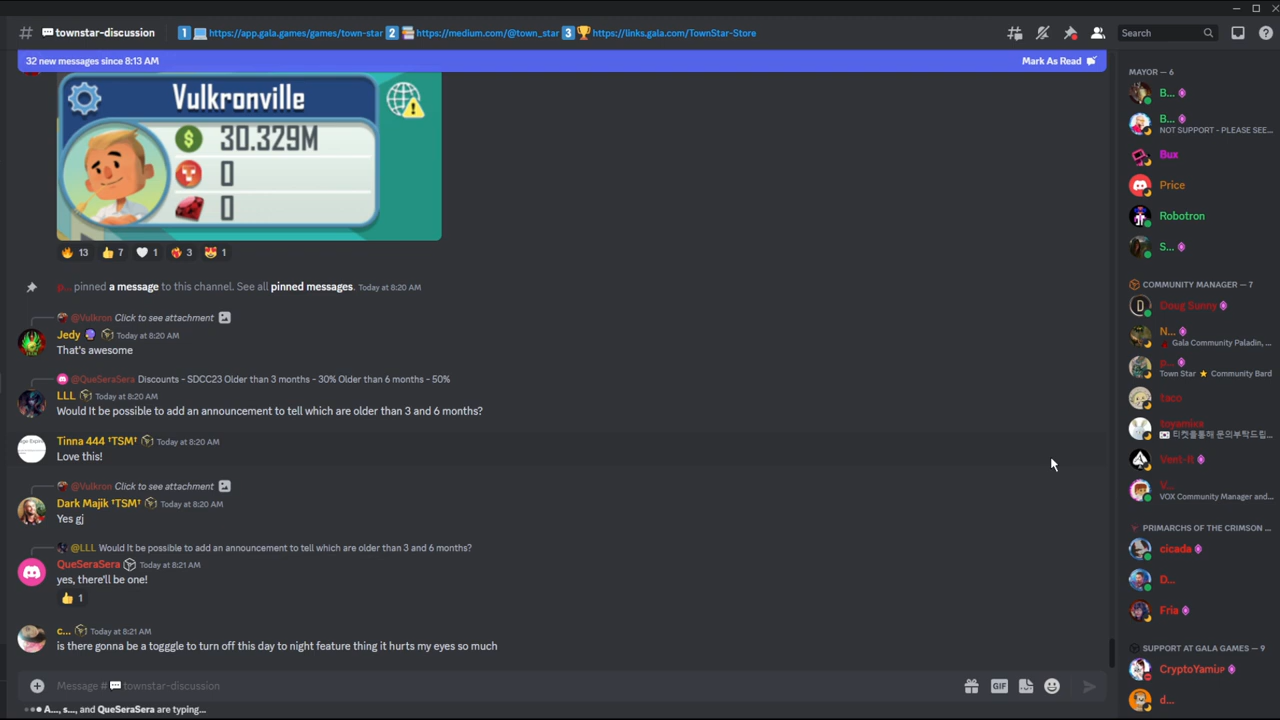 townstar-discussion
1 https://app.gala.games/games/town-star 2 https://medium.com/@town_star 3 https://links.gala.com/TownStar-Store
Search
32 new messages since 8:13 AM
Mark As Read
Vulkronville
30.329M
0
0
13 7 1 3 1
p... pinned a message to this channel. See all pinned messages. Today at 8:20 AM
@Vulkron Click to see attachment
Jedy Today at 8:20 AM
That's awesome
@QueSeraSera Discounts - SDCC23 Older than 3 months - 30% Older than 6 months - 50%
LLL Today at 8:20 AM
Would It be possible to add an announcement to tell which are older than 3 and 6 months?
Tinna 444 †TSM† Today at 8:20 AM
Love this!
@Vulkron Click to see attachment
Dark Majik †TSM† Today at 8:20 AM
Yes gj
@LLL Would It be possible to add an announcement to tell which are older than 3 and 6 months?
QueSeraSera Today at 8:21 AM
yes, there'll be one!
1
c... Today at 8:21 AM
is there gonna be a togggle to turn off this day to night feature thing it hurts my eyes so much
Message # townstar-discussion
GIF
A..., s..., and QueSeraSera are typing...
MAYOR — 6
B...
B...
NOT SUPPORT - PLEASE SEE...
Bux
Price
Robotron
S...
COMMUNITY MANAGER — 7
Doug Sunny
N...
Gala Community Paladin, ...
p...
Town Star ★ Community Bard
taco
toyamike
티켓을통해 문의부탁드립...
Vent-It
V...
VOX Community Manager and...
PRIMARCHS OF THE CRIMSON ...
cicada
D...
Fria
SUPPORT AT GALA GAMES — 9
CryptoYamiJP
d...